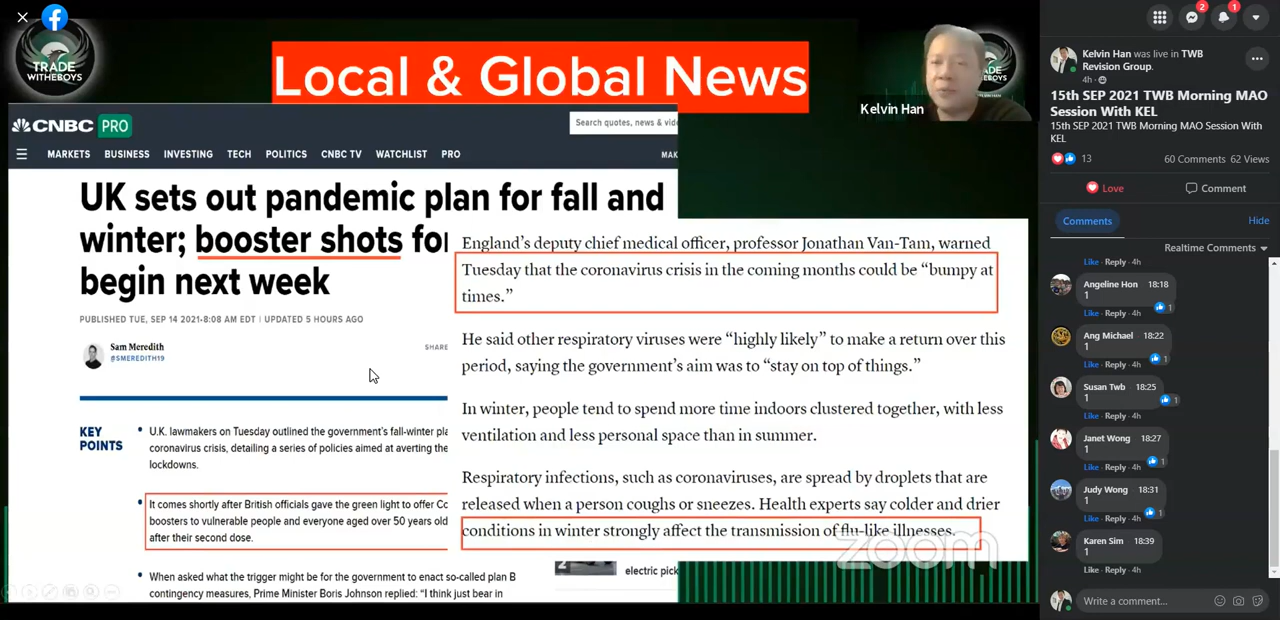 TRADE
WITHEBOYS
Local & Global News
Kelvin Han
CNBC PRO
Search quotes, news & vide
MARKETS BUSINESS INVESTING TECH POLITICS CNBC TV WATCHLIST PRO
MAK
UK sets out pandemic plan for fall and
winter; booster shots for
begin next week
PUBLISHED TUE, SEP 14 2021•8:08 AM EDT | UPDATED 5 HOURS AGO
Sam Meredith
@SMEREDITH19
SHARE
KEY
POINTS
U.K. lawmakers on Tuesday outlined the government's fall-winter pla
coronavirus crisis, detailing a series of policies aimed at averting the
lockdowns.
It comes shortly after British officials gave the green light to offer Co
boosters to vulnerable people and everyone aged over 50 years old
after their second dose.
When asked what the trigger might be for the government to enact so-called plan B
contingency measures, Prime Minister Boris Johnson replied: “I think just bear in
England’s deputy chief medical officer, professor Jonathan Van-Tam, warned
Tuesday that the coronavirus crisis in the coming months could be “bumpy at
times.”
He said other respiratory viruses were “highly likely” to make a return over this
period, saying the government’s aim was to “stay on top of things.”
In winter, people tend to spend more time indoors clustered together, with less
ventilation and less personal space than in summer.
Respiratory infections, such as coronaviruses, are spread by droplets that are
released when a person coughs or sneezes. Health experts say colder and drier
conditions in winter strongly affect the transmission of flu-like illnesses.
zoom
2
electric pick
2
1
Kelvin Han was live in TWB
Revision Group.
4h
15th SEP 2021 TWB Morning MAO
Session With KEL
15th SEP 2021 TWB Morning MAO Session With
KEL
13
60 Comments 62 Views
Love
Comment
Comments
Hide
Realtime Comments
Like · Reply · 4h
Angeline Hon 18:18
1
1
Like · Reply · 4h
Ang Michael 18:22
1
1
Like · Reply · 4h
Susan Twb 18:25
1
1
Like · Reply · 4h
Janet Wong 18:27
1
1
Like · Reply · 4h
Judy Wong 18:31
1
1
Like · Reply · 4h
Karen Sim 18:39
1
Like · Reply · 4h
Write a comment...